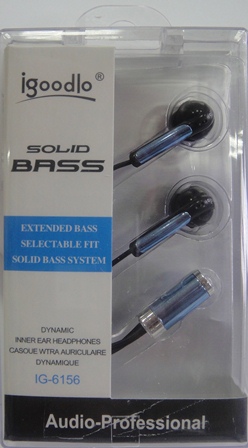 igoodlo®
SOLID
BASS
EXTENDED BASS
SELECTABLE FIT
SOLID BASS SYSTEM
DYNAMIC
INNER EAR HEADPHONES
CASQUE WTRA AURICULAIRE
DYNAMIQUE
IG-6156
Audio-Professional